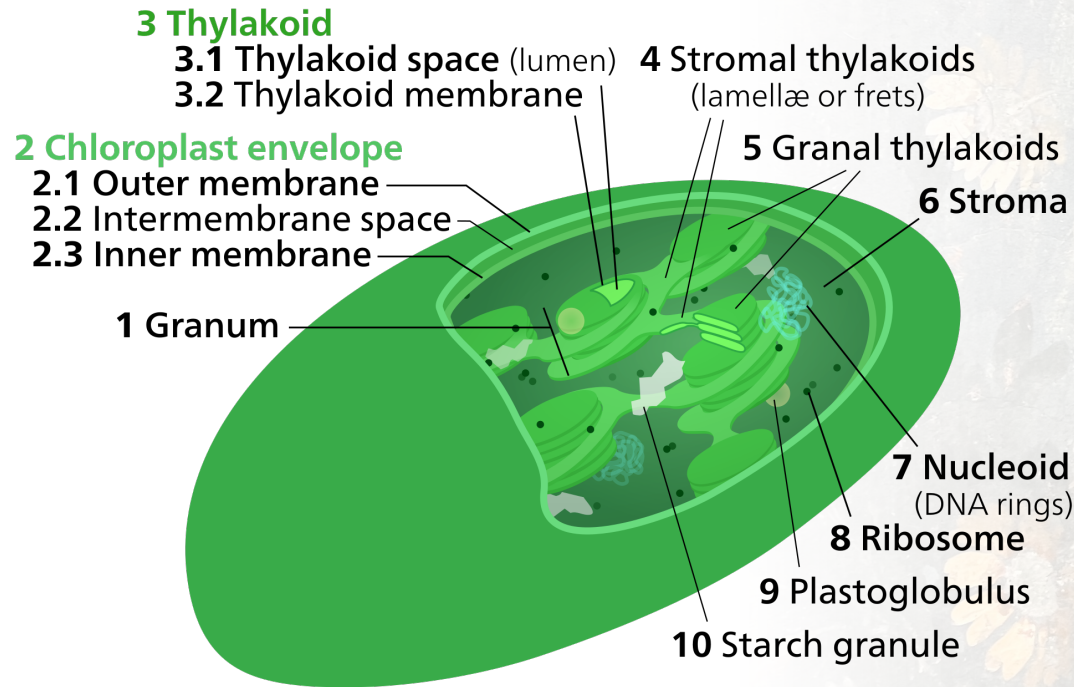 3 Thylakoid
3.1 Thylakoid space (lumen)
3.2 Thylakoid membrane
4 Stromal thylakoids
(lamellæ or frets)
2 Chloroplast envelope
2.1 Outer membrane
2.2 Intermembrane space
2.3 Inner membrane
5 Granal thylakoids
6 Stroma
1 Granum
7 Nucleoid
(DNA rings)
8 Ribosome
9 Plastoglobulus
10 Starch granule